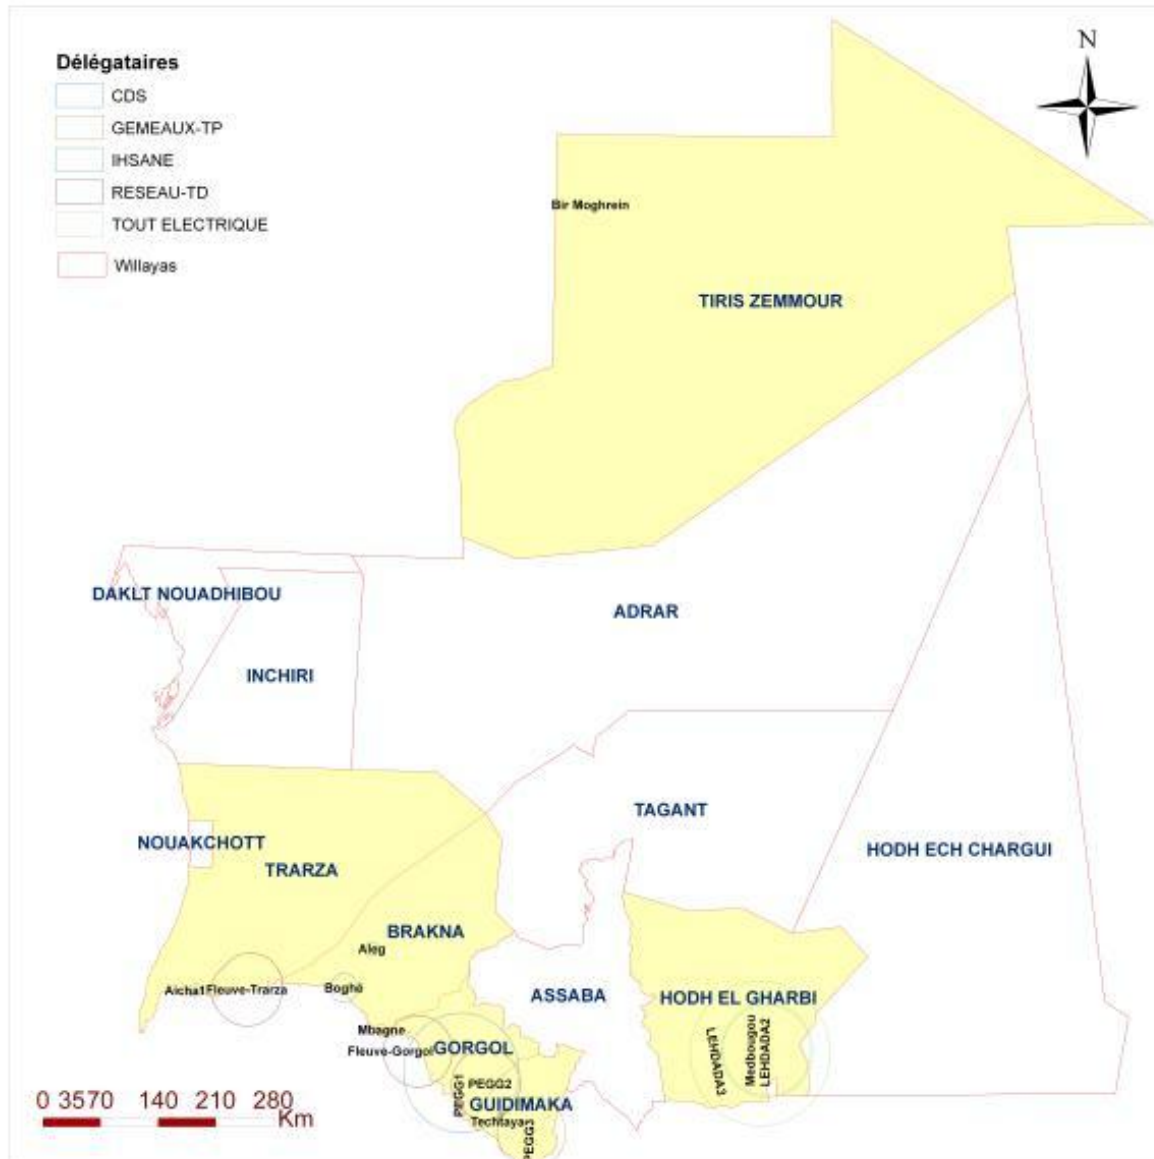 N
Délégataires
CDS
GEMEAUX-TP
IHSANE
RESEAU-TD
TOUT ELECTRIQUE
Willayas
Bir Moghrein
TIRIS ZEMMOUR
DAKLT NOUADHIBOU
ADRAR
INCHIRI
TAGANT
NOUAKCHOTT
HODH ECH CHARGUI
TRARZA
BRAKNA
Aleg
Aicha1
Fleuve-Trarza
Boghé
ASSABA
HODH EL GHARBI
Mbagne
Fleuve-Gorgol
GORGOL
LEHDADA3
Medbougou
LEHDADA2
PEGG1
PEGG2
GUIDIMAKA
Techtaya
PEGG3
0 3570 140 210 280
Km